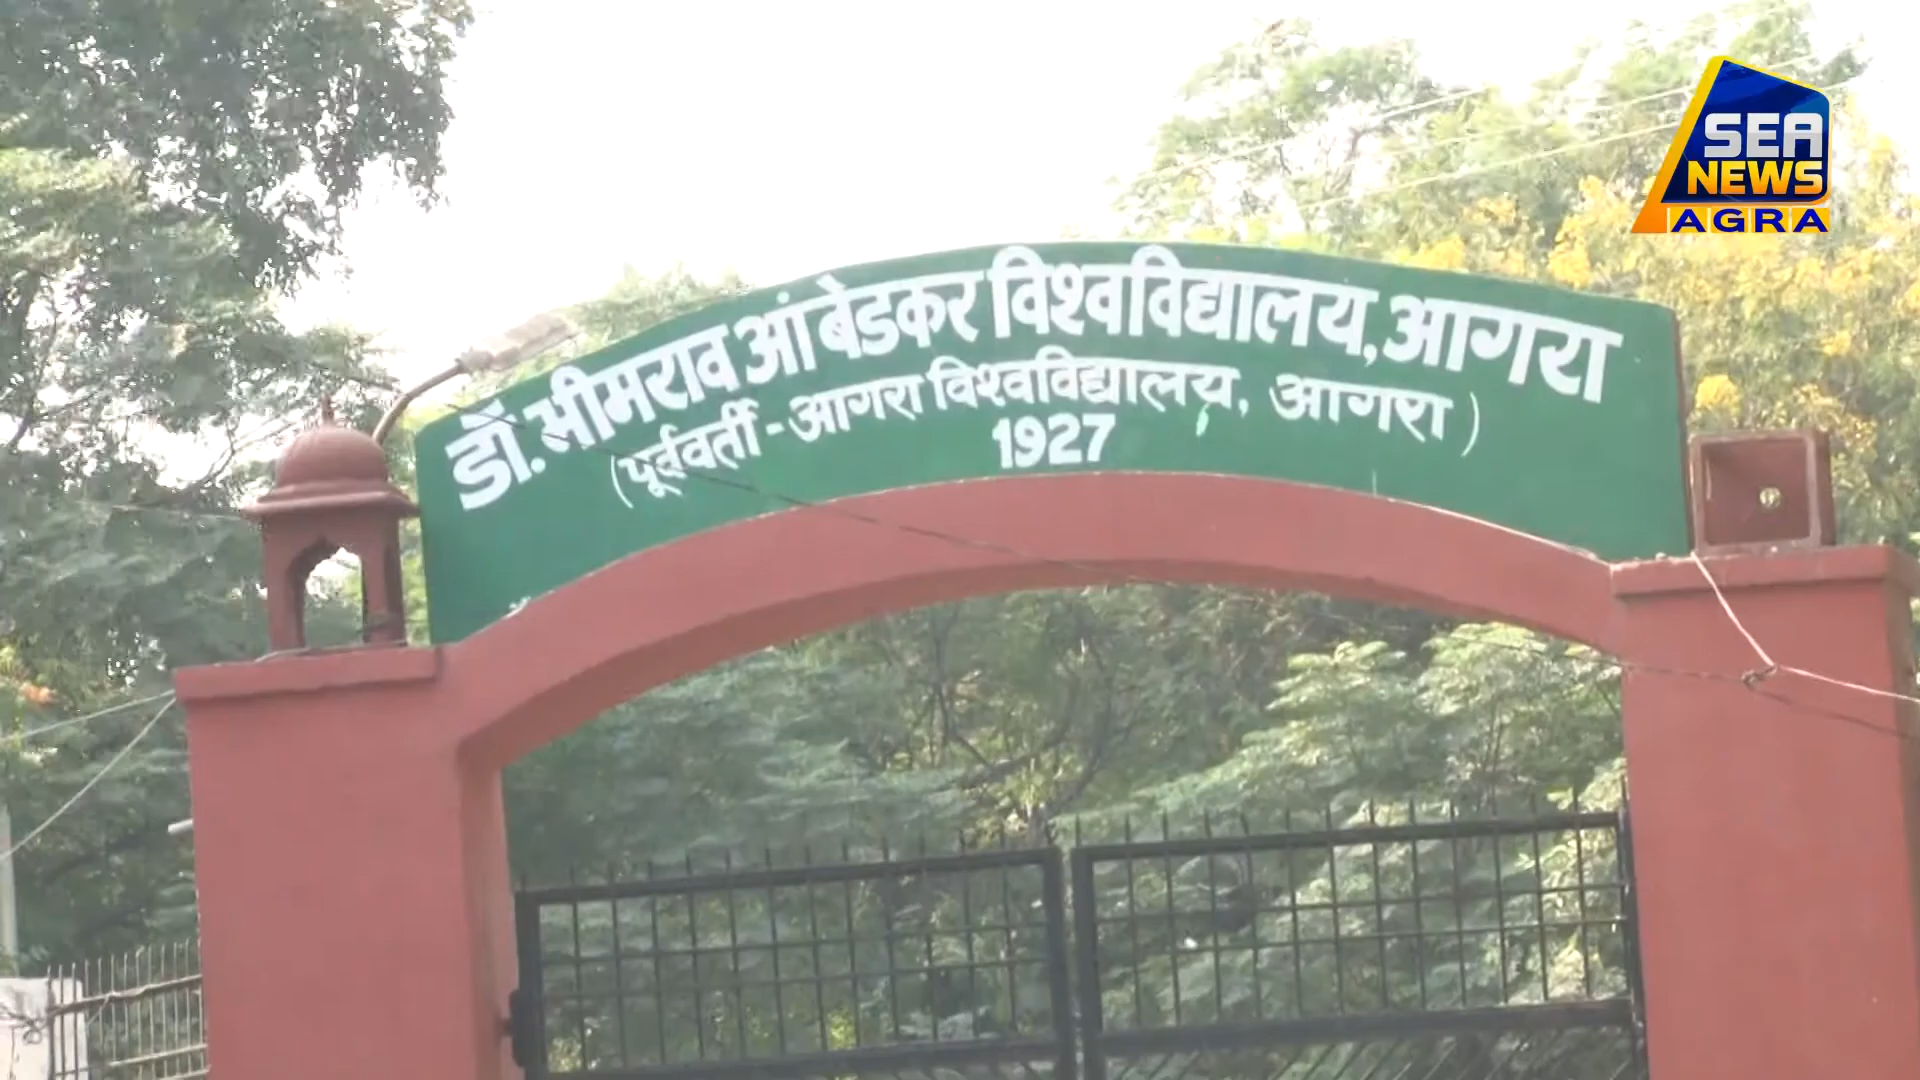 SEA
NEWS
AGRA
डॉ. भीमराव आंबेडकर विश्वविद्यालय, आगरा
(पूर्ववर्ती - आगरा विश्वविद्यालय, आगरा)
1927